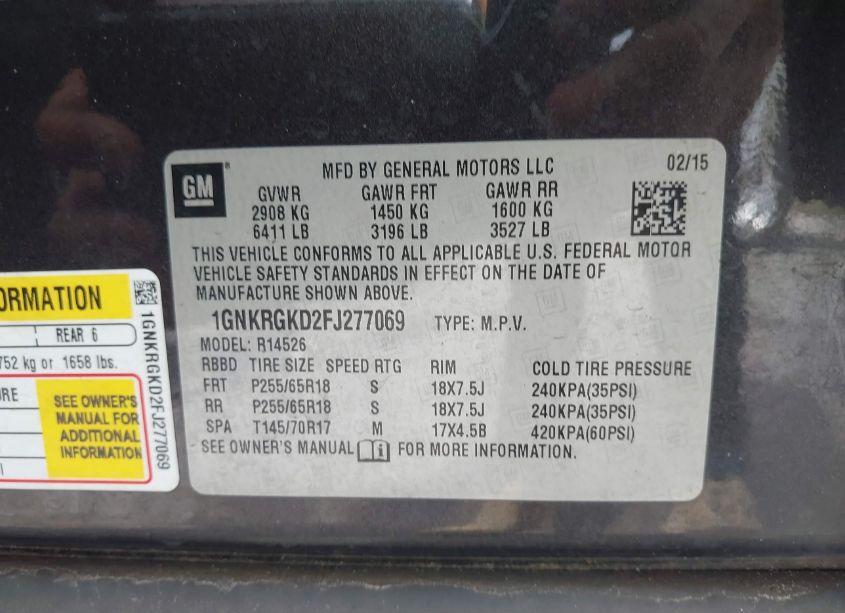 GM
MFD BY GENERAL MOTORS LLC 02/15
GVWR GAWR FRT GAWR RR
2908 KG 1450 KG 1600 KG
6411 LB 3196 LB 3527 LB
THIS VEHICLE CONFORMS TO ALL APPLICABLE U.S. FEDERAL MOTOR
VEHICLE SAFETY STANDARDS IN EFFECT ON THE DATE OF
MANUFACTURE SHOWN ABOVE.
1GNKRGKD2FJ277069 TYPE: M.P.V.
MODEL: R14526
RBBD TIRE SIZE SPEED RTG RIM COLD TIRE PRESSURE
FRT P255/65R18 S 18X7.5J 240KPA(35PSI)
RR P255/65R18 S 18X7.5J 240KPA(35PSI)
SPA T145/70R17 M 17X4.5B 420KPA(60PSI)
SEE OWNER'S MANUAL FOR MORE INFORMATION.
ORMATION
REAR 6
752 kg or 1658 lbs.
URE
SEE OWNER'S
MANUAL FOR
ADDITIONAL
INFORMATION
1GNKRGKD2FJ277069